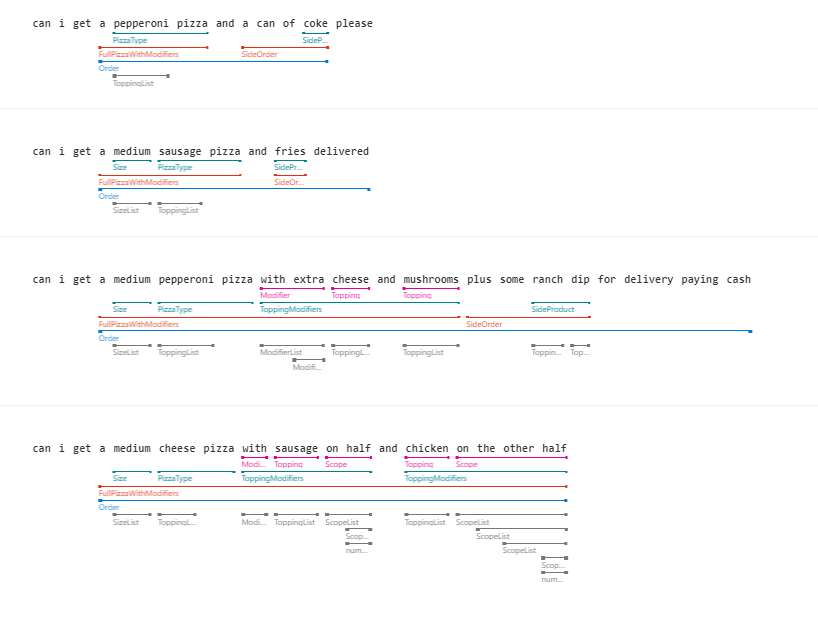 can i get a pepperoni pizza and a can of coke please
PizzaType SideP...
FullPizzaWithModifiers SideOrder
Order
ToppingList
can i get a medium sausage pizza and fries delivered
Size PizzaType SidePr...
FullPizzaWithModifiers SideOr...
Order
SizeList ToppingList
can i get a medium pepperoni pizza with extra cheese and mushrooms plus some ranch dip for delivery paying cash
Modifier Topping Topping
Size PizzaType ToppingModifiers SideProduct
FullPizzaWithModifiers SideOrder
Order
SizeList ToppingList ModifierList ToppingL... ToppingList Toppin... Top...
Modifi...
can i get a medium cheese pizza with sausage on half and chicken on the other half
Modi... Topping Scope Topping Scope
Size PizzaType ToppingModifiers ToppingModifiers
FullPizzaWithModifiers
Order
SizeList ToppingL... Modi... ToppingList ScopeList ToppingList ScopeList
Scop... ScopeList
num... ScopeList
Scop...
num...